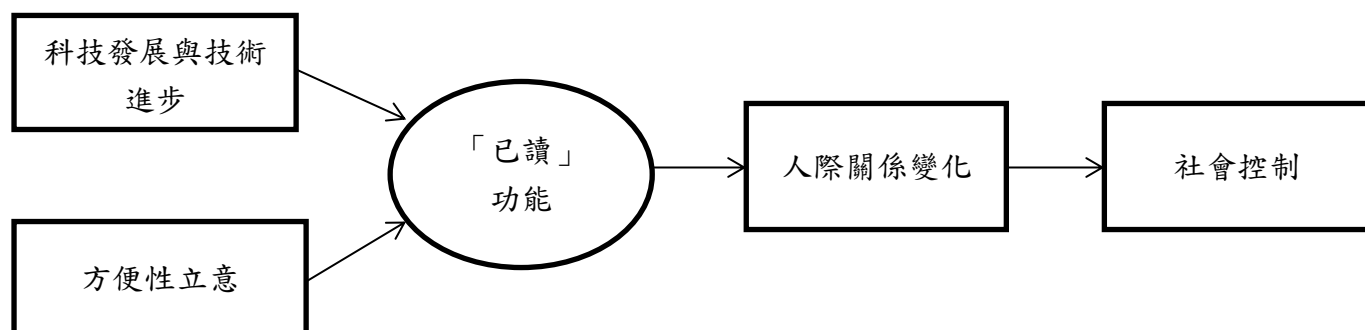 科技發展與技術
進步
「已讀」
功能
人際關係變化
社會控制
方便性立意